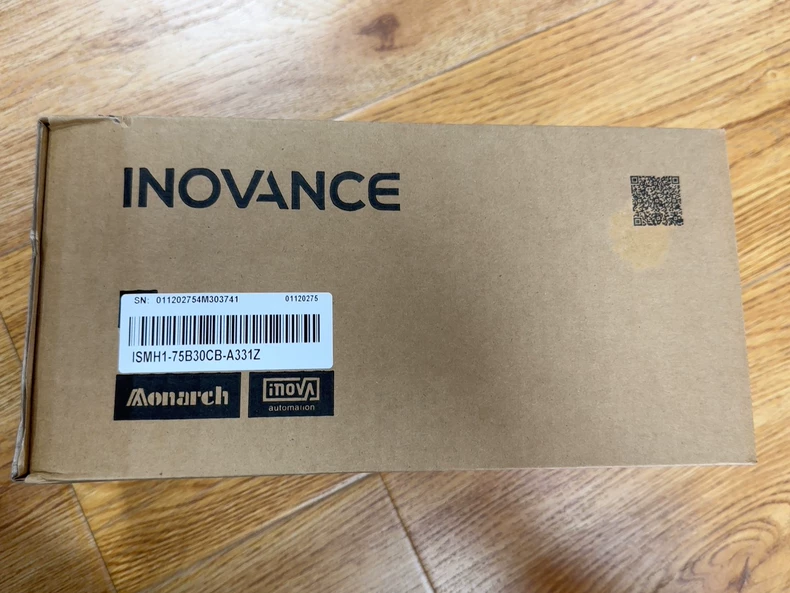 INOVANCE
SN: 011202754M303741 01120275
ISMH1-75B30CB-A331Z
Monarch
inova
automation